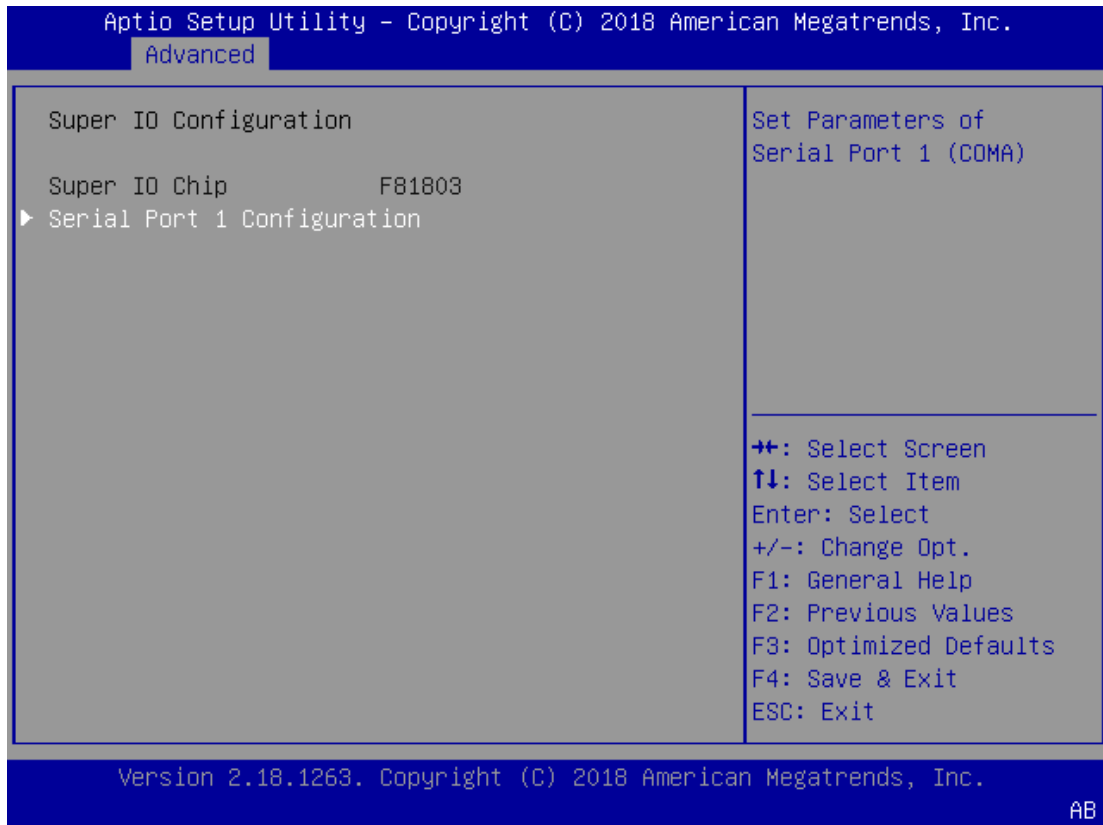 Aptio Setup Utility – Copyright (C) 2018 American Megatrends, Inc.
Advanced
Super IO Configuration
Super IO Chip F81803
▶ Serial Port 1 Configuration
Set Parameters of
Serial Port 1 (COMA)
→←: Select Screen
↑↓: Select Item
Enter: Select
+/-: Change Opt.
F1: General Help
F2: Previous Values
F3: Optimized Defaults
F4: Save & Exit
ESC: Exit
Version 2.18.1263. Copyright (C) 2018 American Megatrends, Inc.
AB